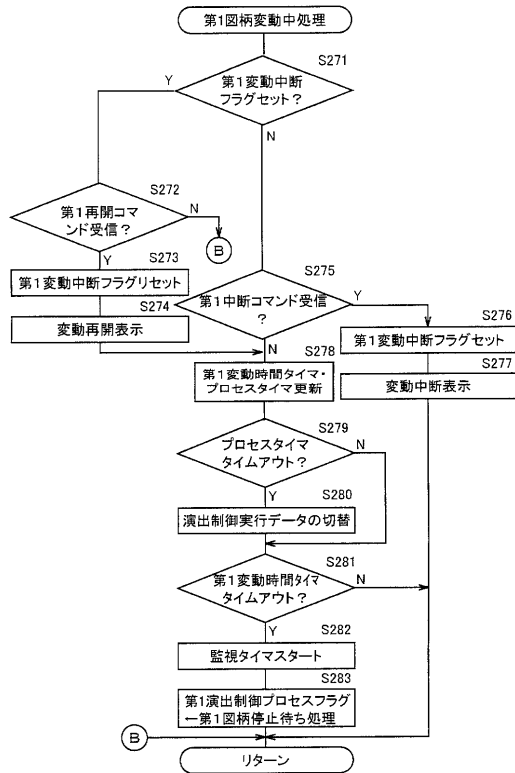 第1図柄変動中処理
S271
第1変動中断
フラグセット?
Y
N
S272
第1再開コマ
ンド受信?
N
B
Y
S273
第1変動中断フラグリセット
S274
変動再開表示
S275
第1中断コマンド受信
?
Y
N
S276
第1変動中断フラグセット
S277
変動中断表示
S278
第1変動時間タイマ・
プロセスタイマ更新
S279
プロセスタイマ
タイムアウト?
N
Y
S280
演出制御実行データの切替
S281
第1変動時間タイマ
タイムアウト?
N
Y
S282
監視タイマスタート
S283
第1演出制御プロセスフラグ
←第1図柄停止待ち処理
B
リターン